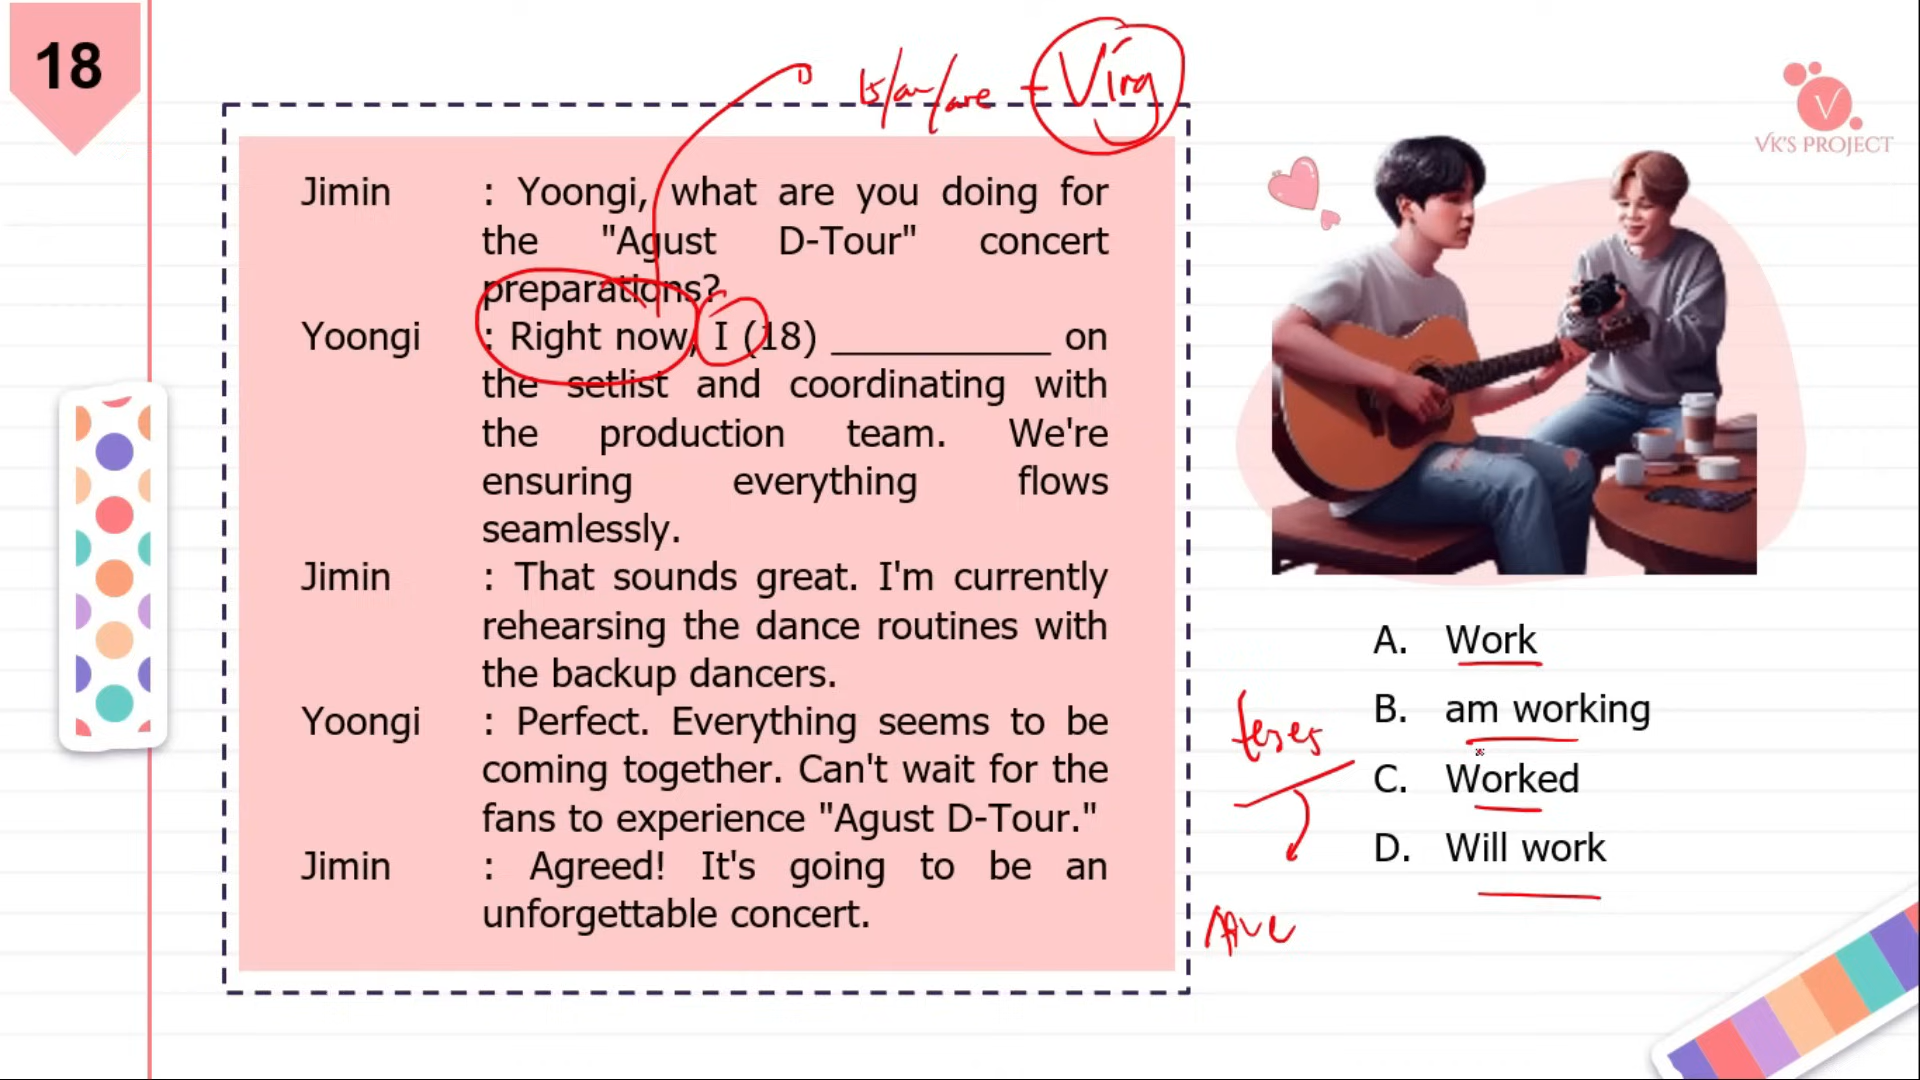 18
is/am/are + Ving
VK'S PROJECT
Jimin : Yoongi, what are you doing for
the "Agust D-Tour" concert
preparations?
Yoongi : Right now, I (18) __________ on
the setlist and coordinating with
the production team. We're
ensuring everything flows
seamlessly.
Jimin : That sounds great. I'm currently
rehearsing the dance routines with
the backup dancers.
Yoongi : Perfect. Everything seems to be
coming together. Can't wait for the
fans to experience "Agust D-Tour."
Jimin : Agreed! It's going to be an
unforgettable concert.
A. Work
B. am working
C. Worked
D. Will work